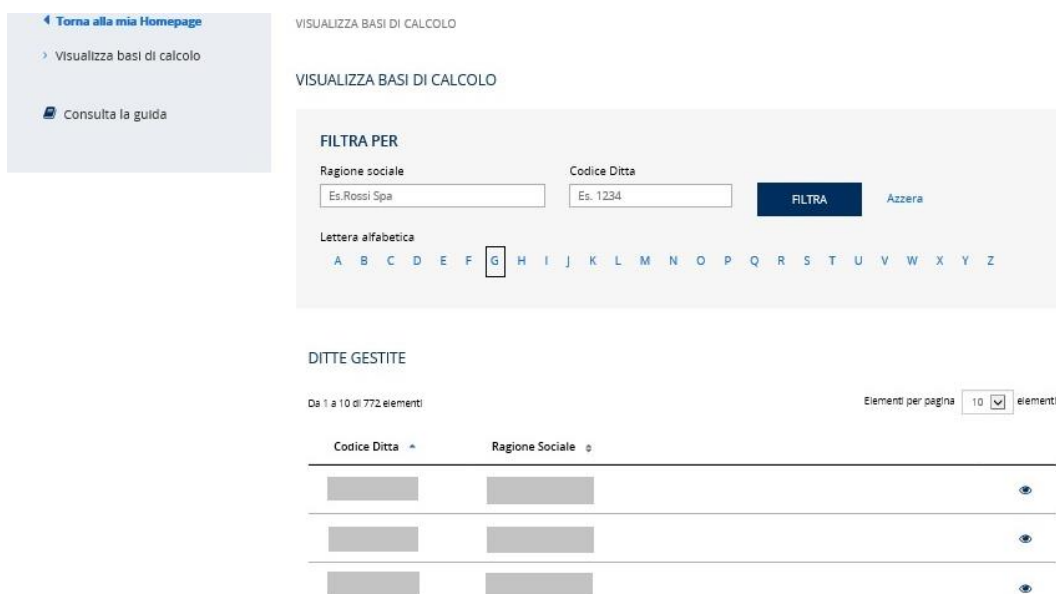 Torna alla mia Homepage
Visualizza basi di calcolo
Consulta la guida
VISUALIZZA BASI DI CALCOLO
VISUALIZZA BASI DI CALCOLO
FILTRA PER
Ragione sociale Codice Ditta
Es.Rossi Spa Es. 1234 FILTRA Azzera
Lettera alfabetica
A B C D E F G H I J K L M N O P Q R S T U V W X Y Z
DITTE GESTITE
Da 1 a 10 di 772 elementi Elementi per pagina 10 elementi
Codice Ditta Ragione Sociale